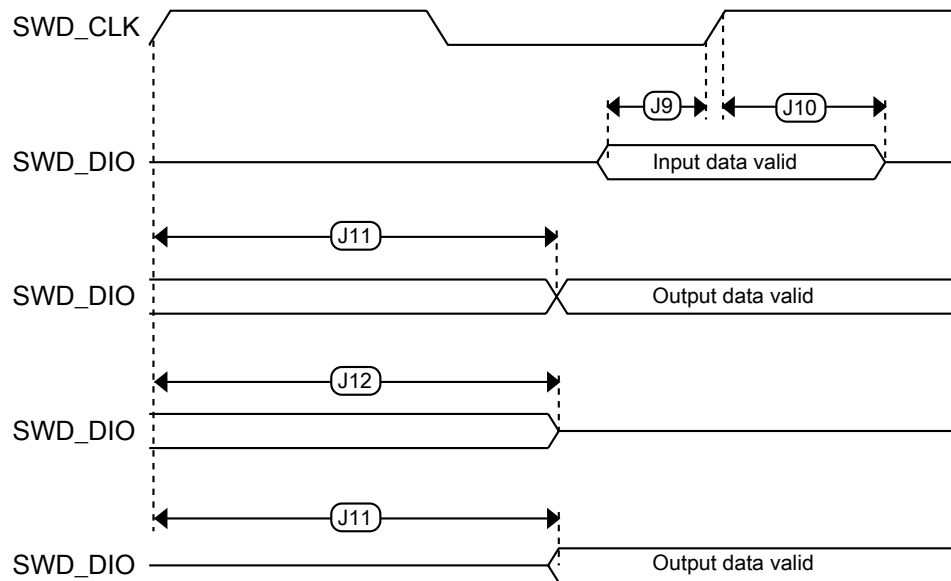 SWD_CLK
J9
J10
SWD_DIO
Input data valid
J11
SWD_DIO
Output data valid
J12
SWD_DIO
J11
SWD_DIO
Output data valid